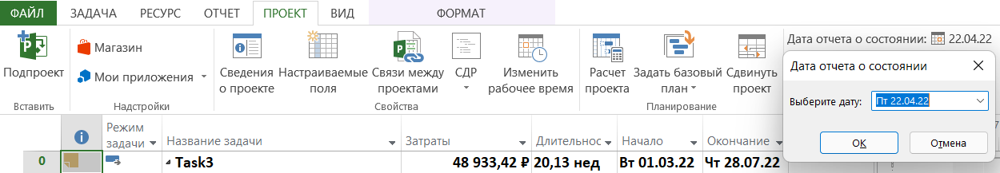 ФАЙЛ ЗАДАЧА РЕСУРС ОТЧЕТ ПРОЕКТ ВИД ФОРМАТ
Подпроект
Магазин
Мои приложения
Сведения
о проекте
Настраиваемые
поля
Связи между
проектами
СДР
Изменить
рабочее время
Расчет
проекта
Задать базовый
план
Сдвинуть
проект
Дата отчета о состоянии: 22.04.22
Вставить Надстройки Свойства Планирование
Дата отчета о состоянии
Выберите дату: Пт 22.04.22
ОК Отмена
Режим
задачи
Название задачи Затраты Длительнос Начало Окончание
0 Task3 48 933,42 ₽ 20,13 нед Вт 01.03.22 Чт 28.07.22